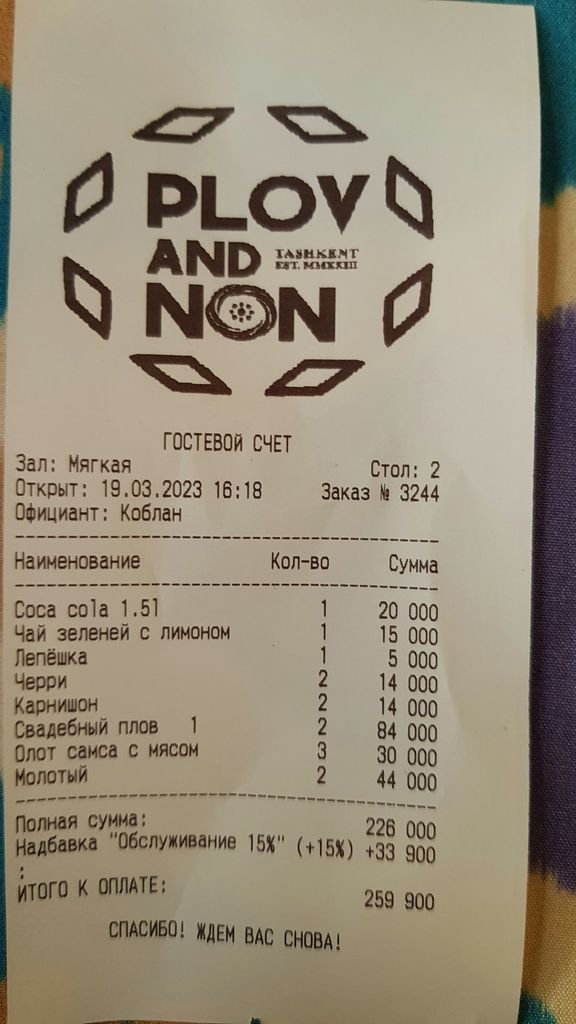 PLOV
AND TASHKENT
EST. MMXXIII
NON
ГОСТЕВОЙ СЧЕТ
Зал: Мягкая Стол: 2
Открыт: 19.03.2023 16:18 Заказ № 3244
Официант: Коблан
Наименование Кол-во Сумма
Coca cola 1.5l 1 20 000
Чай зеленей с лимоном 1 15 000
Лепёшка 1 5 000
Черри 2 14 000
Карнишон 2 14 000
Свадебный плов 1 2 84 000
Олот самса с мясом 3 30 000
Молотый 2 44 000
Полная сумма: 226 000
Надбавка "Обслуживание 15%" (+15%) +33 900
:
ИТОГО К ОПЛАТЕ: 259 900
СПАСИБО! ЖДЕМ ВАС СНОВА!